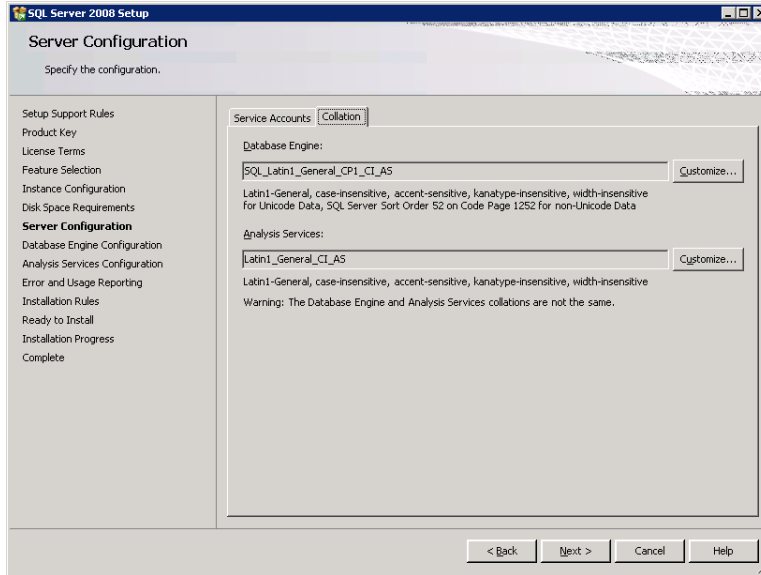 SQL Server 2008 Setup
Server Configuration
Specify the configuration.
Setup Support Rules
Product Key
License Terms
Feature Selection
Instance Configuration
Disk Space Requirements
Server Configuration
Database Engine Configuration
Analysis Services Configuration
Error and Usage Reporting
Installation Rules
Ready to Install
Installation Progress
Complete
Service Accounts Collation
Database Engine:
SQL_Latin1_General_CP1_CI_AS Customize...
Latin1-General, case-insensitive, accent-sensitive, kanatype-insensitive, width-insensitive
for Unicode Data, SQL Server Sort Order 52 on Code Page 1252 for non-Unicode Data
Analysis Services:
Latin1_General_CI_AS Customize...
Latin1-General, case-insensitive, accent-sensitive, kanatype-insensitive, width-insensitive
Warning: The Database Engine and Analysis Services collations are not the same.
< Back Next > Cancel Help